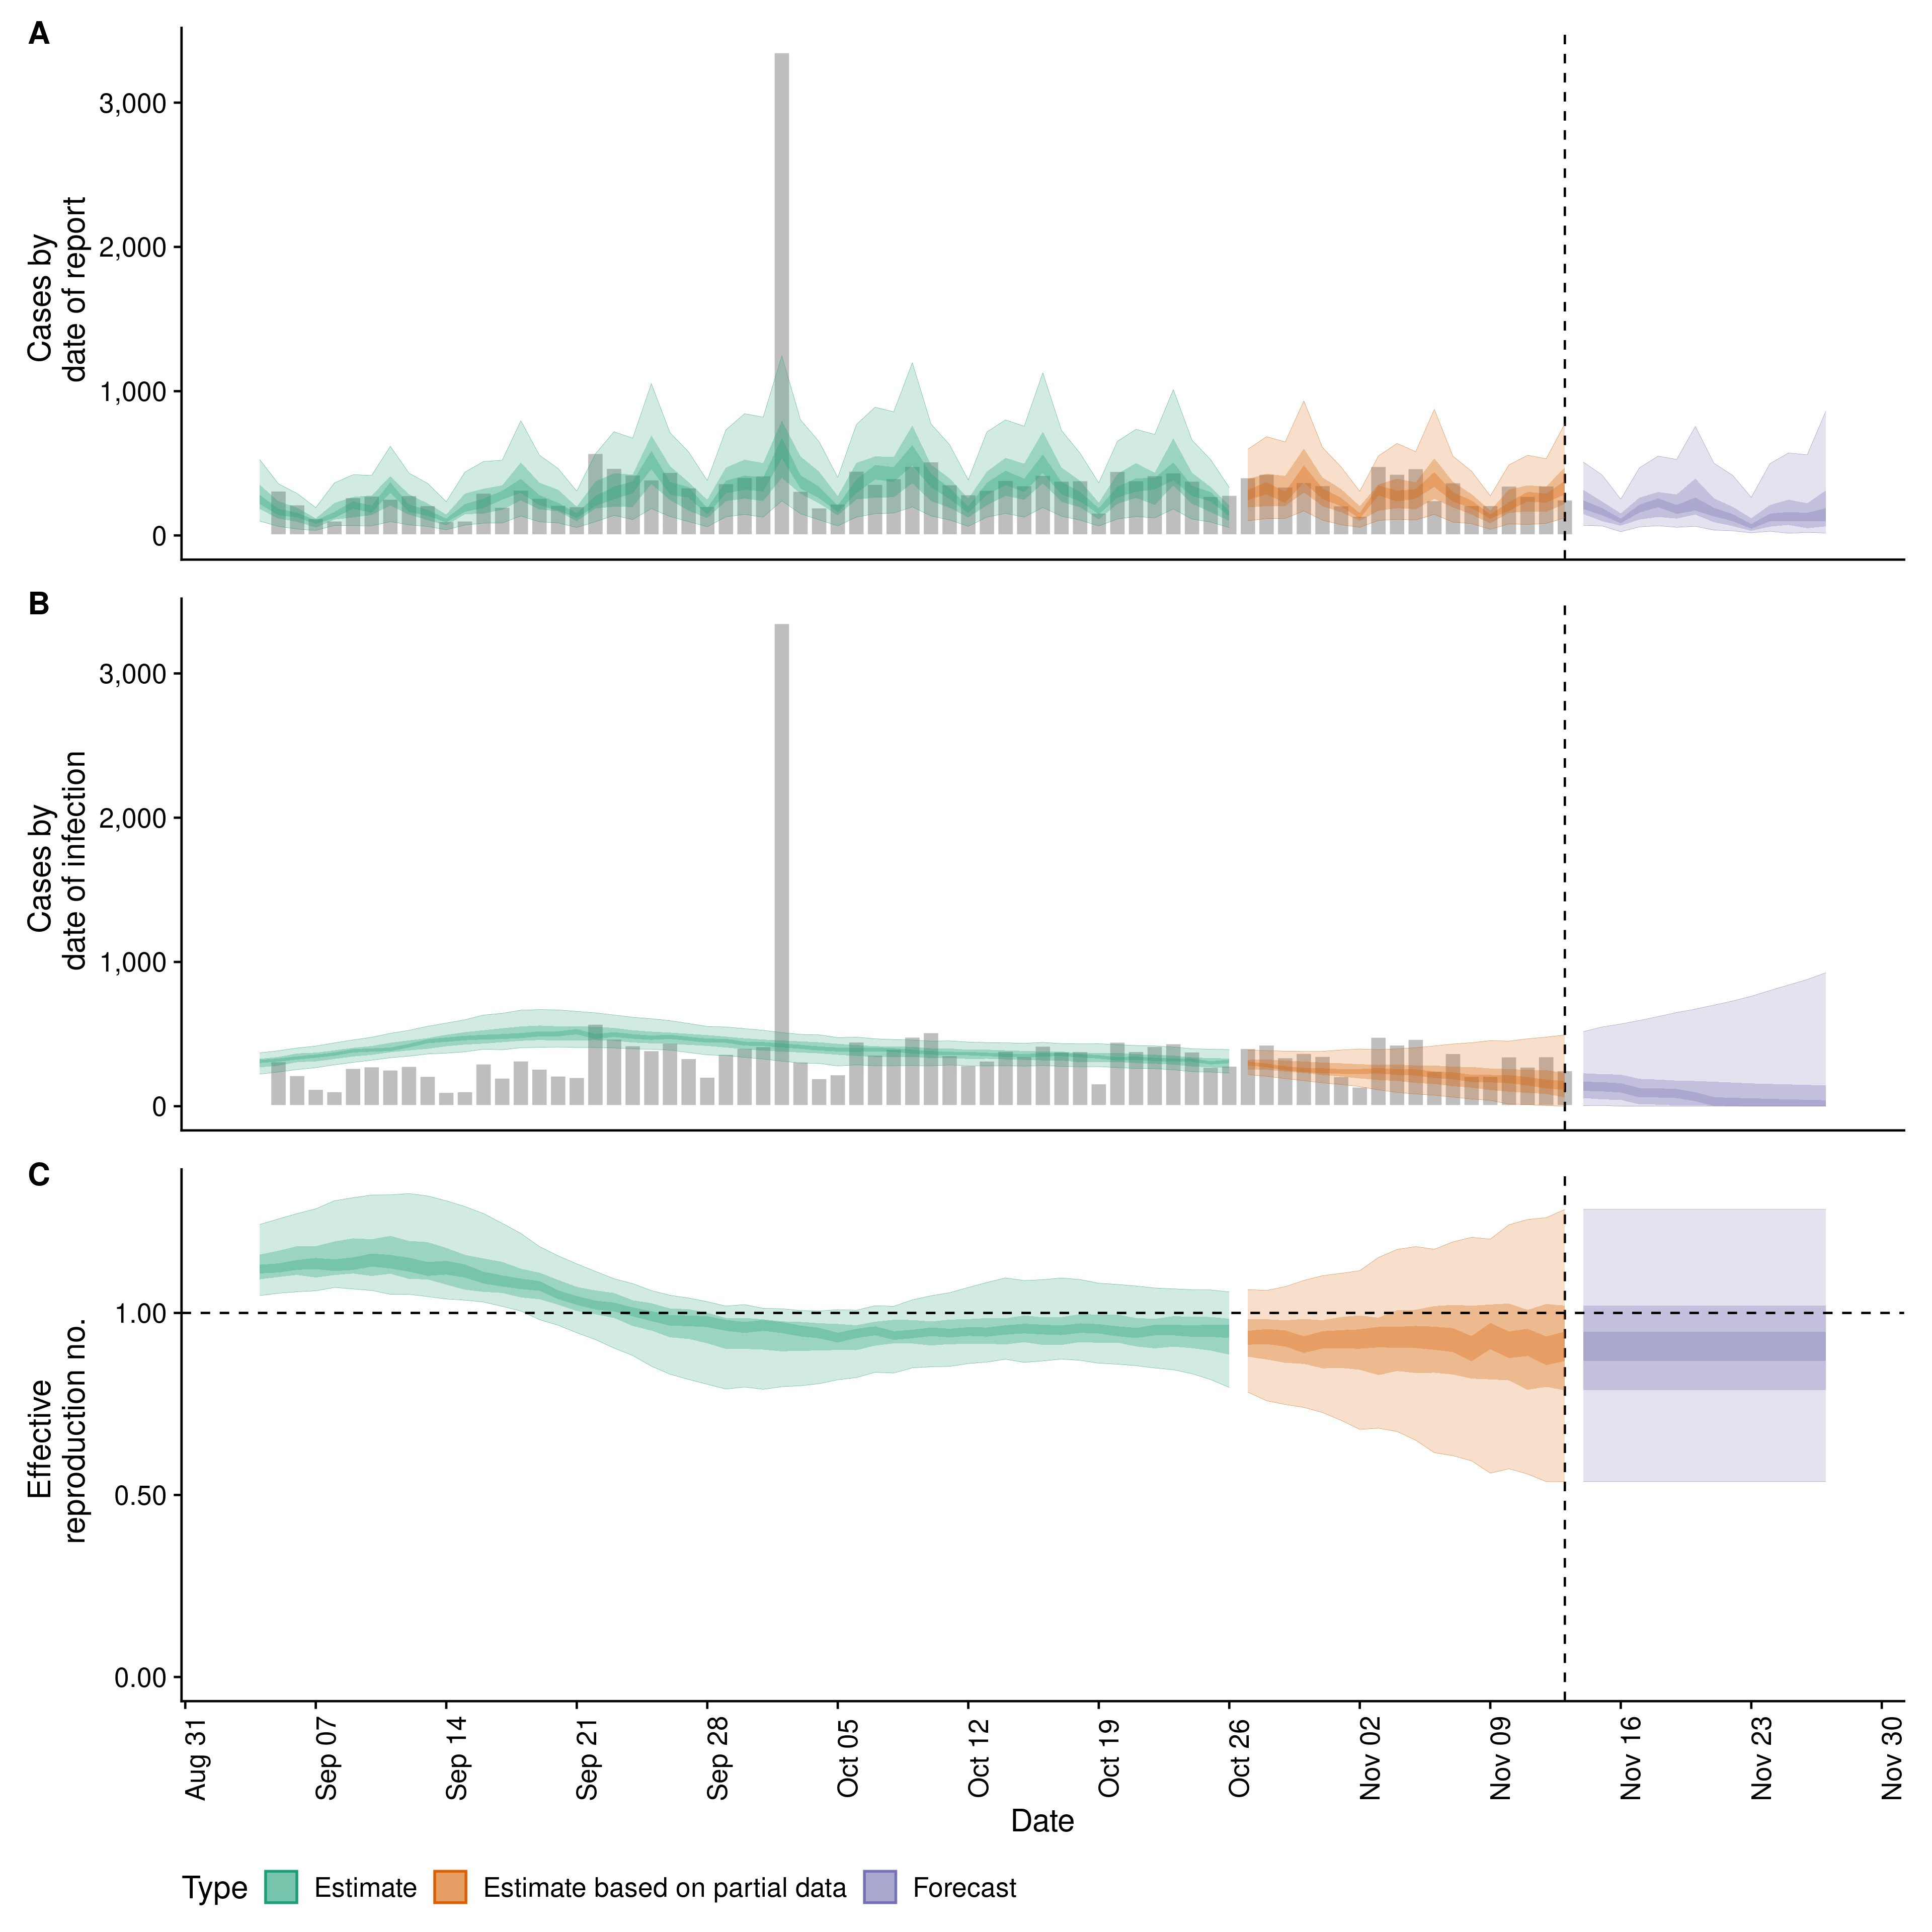 A
Cases by
date of report
3,000
2,000
1,000
0
B
Cases by
date of infection
3,000
2,000
1,000
0
C
Effective
reproduction no.
1.00
0.50
0.00
Aug 31
Sep 07
Sep 14
Sep 21
Sep 28
Oct 05
Oct 12
Oct 19
Oct 26
Nov 02
Nov 09
Nov 16
Nov 23
Nov 30
Date
Type Estimate Estimate based on partial data Forecast